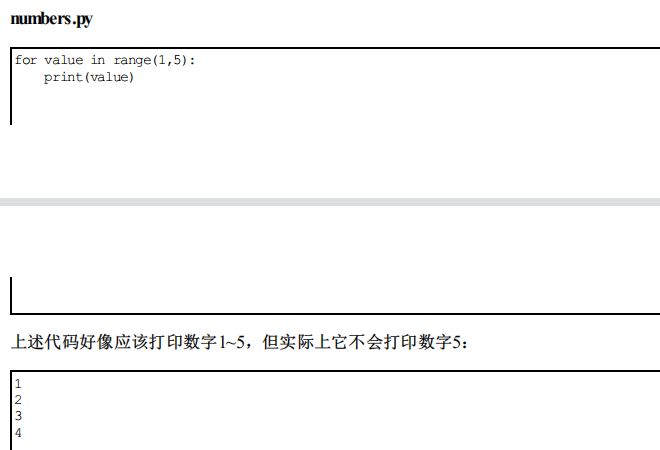 numbers.py
for value in range(1,5):
    print(value)
上述代码好像应该打印数字1~5，但实际上它不会打印数字5：
1
2
3
4